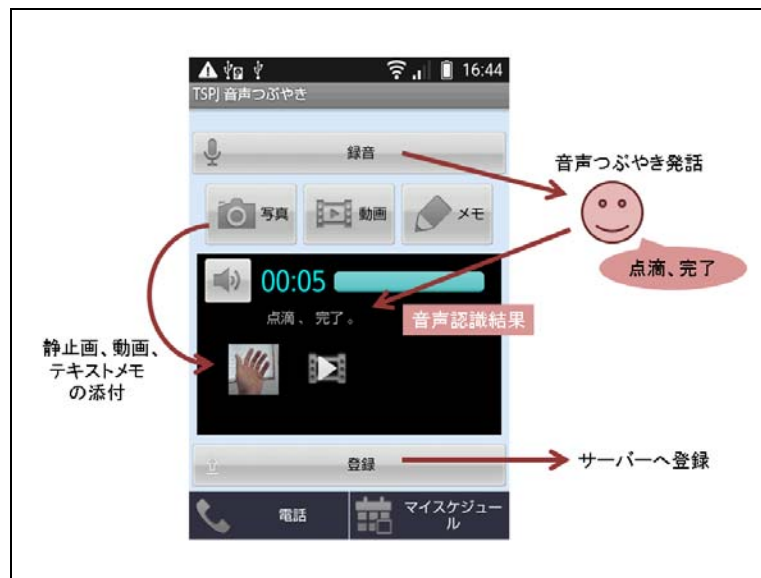 16:44
TSPJ 音声つぶやき
録音
音声つぶやき発話
写真
動画
メモ
点滴、完了
00:05
点滴 、 完了 。
音声認識結果
静止画、動画、
テキストメモ
の添付
登録
サーバーへ登録
電話
マイスケジュー
ル